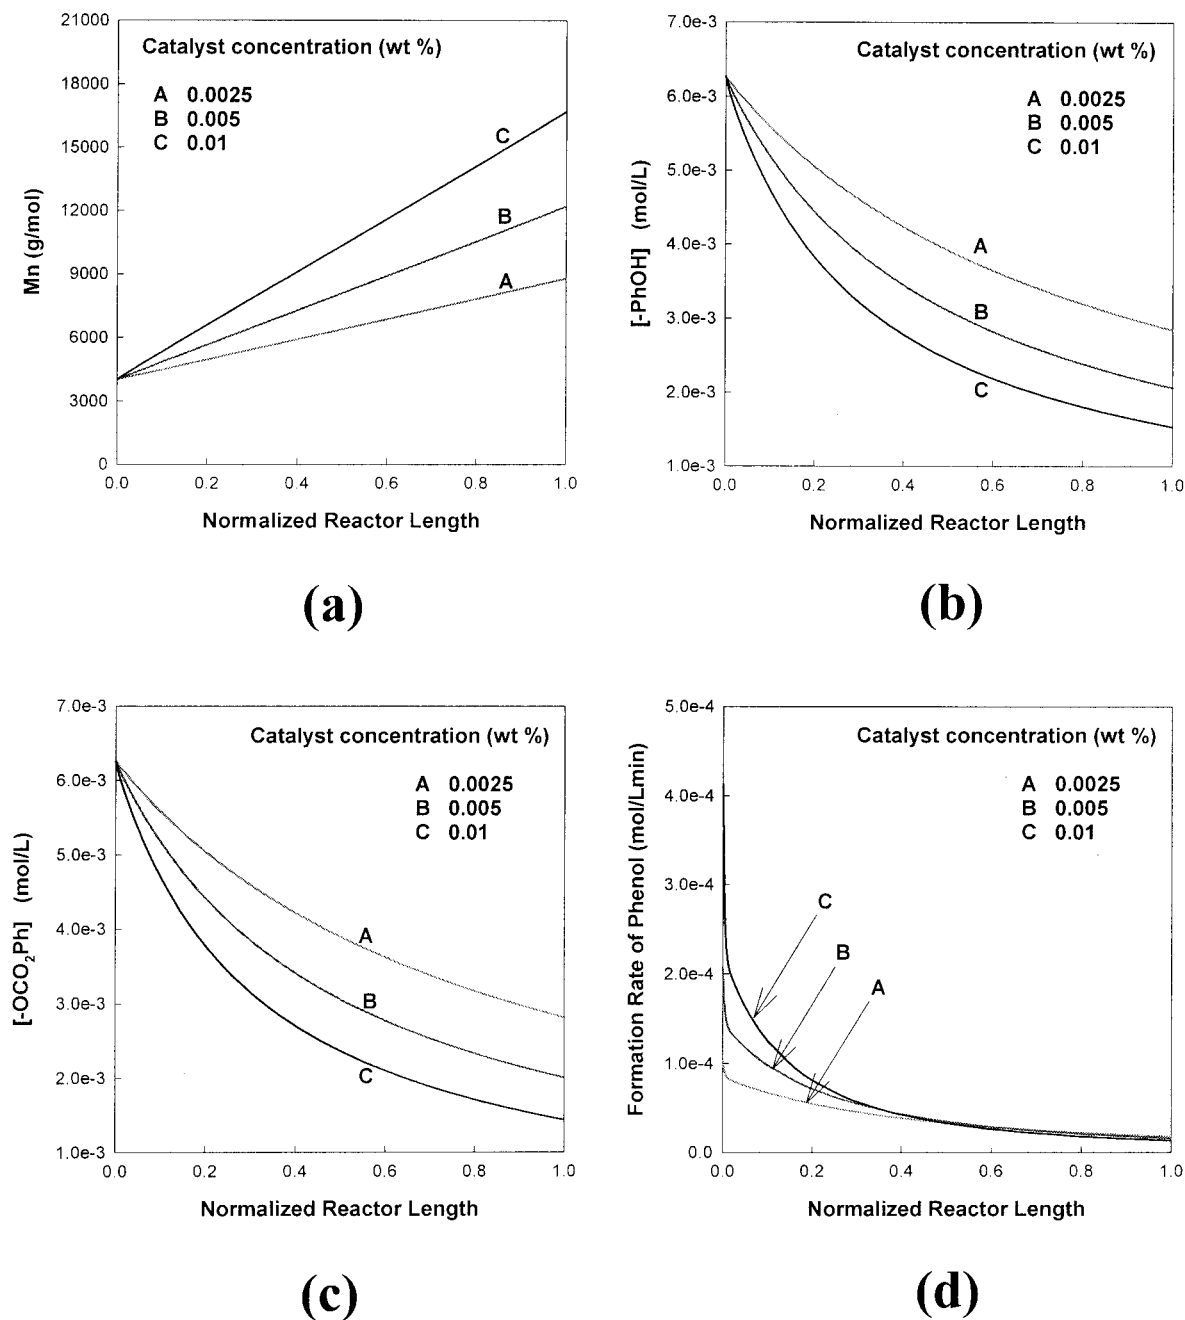 21000
18000
15000
12000
9000
6000
3000
0
Mn (g/mol)
Catalyst concentration (wt %)
A 0.0025
B 0.005
C 0.01
C
B
A
0.0 0.2 0.4 0.6 0.8 1.0
Normalized Reactor Length
(a)
7.0e-3
6.0e-3
5.0e-3
4.0e-3
3.0e-3
2.0e-3
1.0e-3
[-PhOH] (mol/L)
Catalyst concentration (wt %)
A 0.0025
B 0.005
C 0.01
A
B
C
0.0 0.2 0.4 0.6 0.8 1.0
Normalized Reactor Length
(b)
7.0e-3
6.0e-3
5.0e-3
4.0e-3
3.0e-3
2.0e-3
1.0e-3
[-OCO₂Ph] (mol/L)
Catalyst concentration (wt %)
A 0.0025
B 0.005
C 0.01
A
B
C
0.0 0.2 0.4 0.6 0.8 1.0
Normalized Reactor Length
(c)
5.0e-4
4.0e-4
3.0e-4
2.0e-4
1.0e-4
0.0
Formation Rate of Phenol (mol/Lmin)
Catalyst concentration (wt %)
A 0.0025
B 0.005
C 0.01
C
B
A
0.0 0.2 0.4 0.6 0.8 1.0
Normalized Reactor Length
(d)